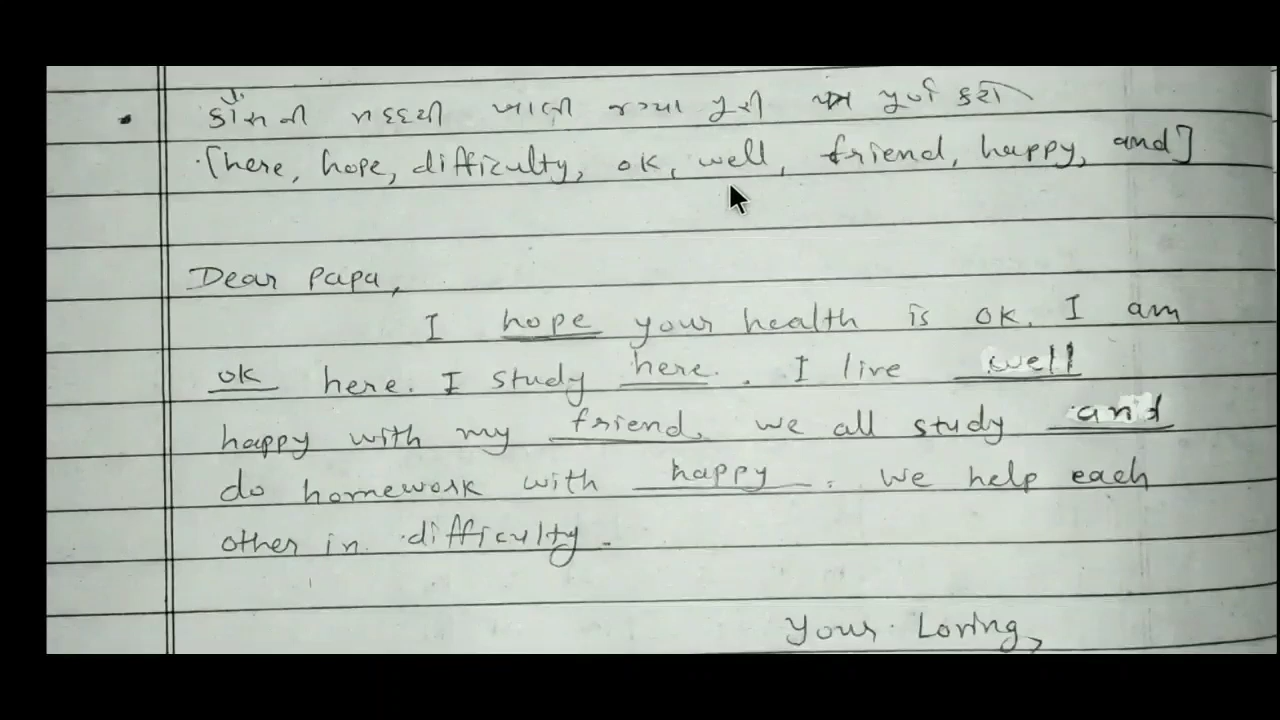 • કૌંસની મદદથી ખાલી જગ્યા પુરી પુર્ણ કરો
[here, hope, difficulty, ok, well, friend, happy, and]
Dear Papa,
I hope your health is ok. I am
ok here. I study here. I live well
happy with my friend. we all study and
do homework with happy. We help each
other in difficulty.
Your Loving,